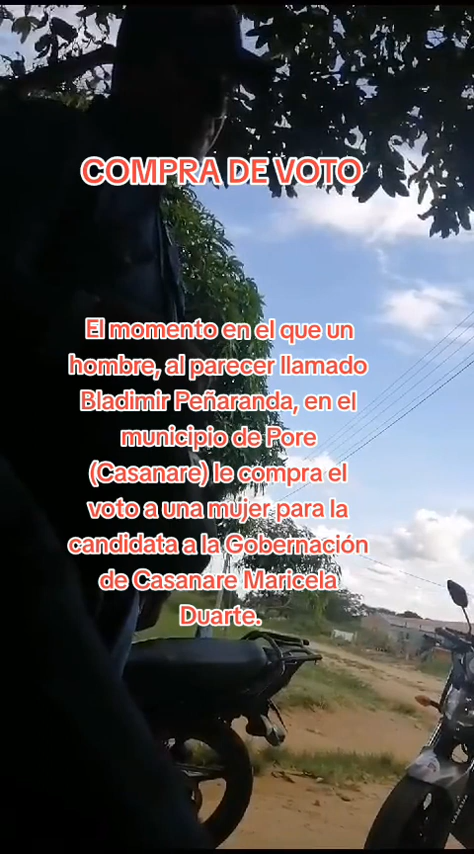 COMPRA DE VOTO
El momento en el que un
hombre, al parecer llamado
Bladimir Peñaranda, en el
municipio de Pore
(Casanare) le compra el
voto a una mujer para la
candidata a la Gobernación
de Casanare Maricela
Duarte.